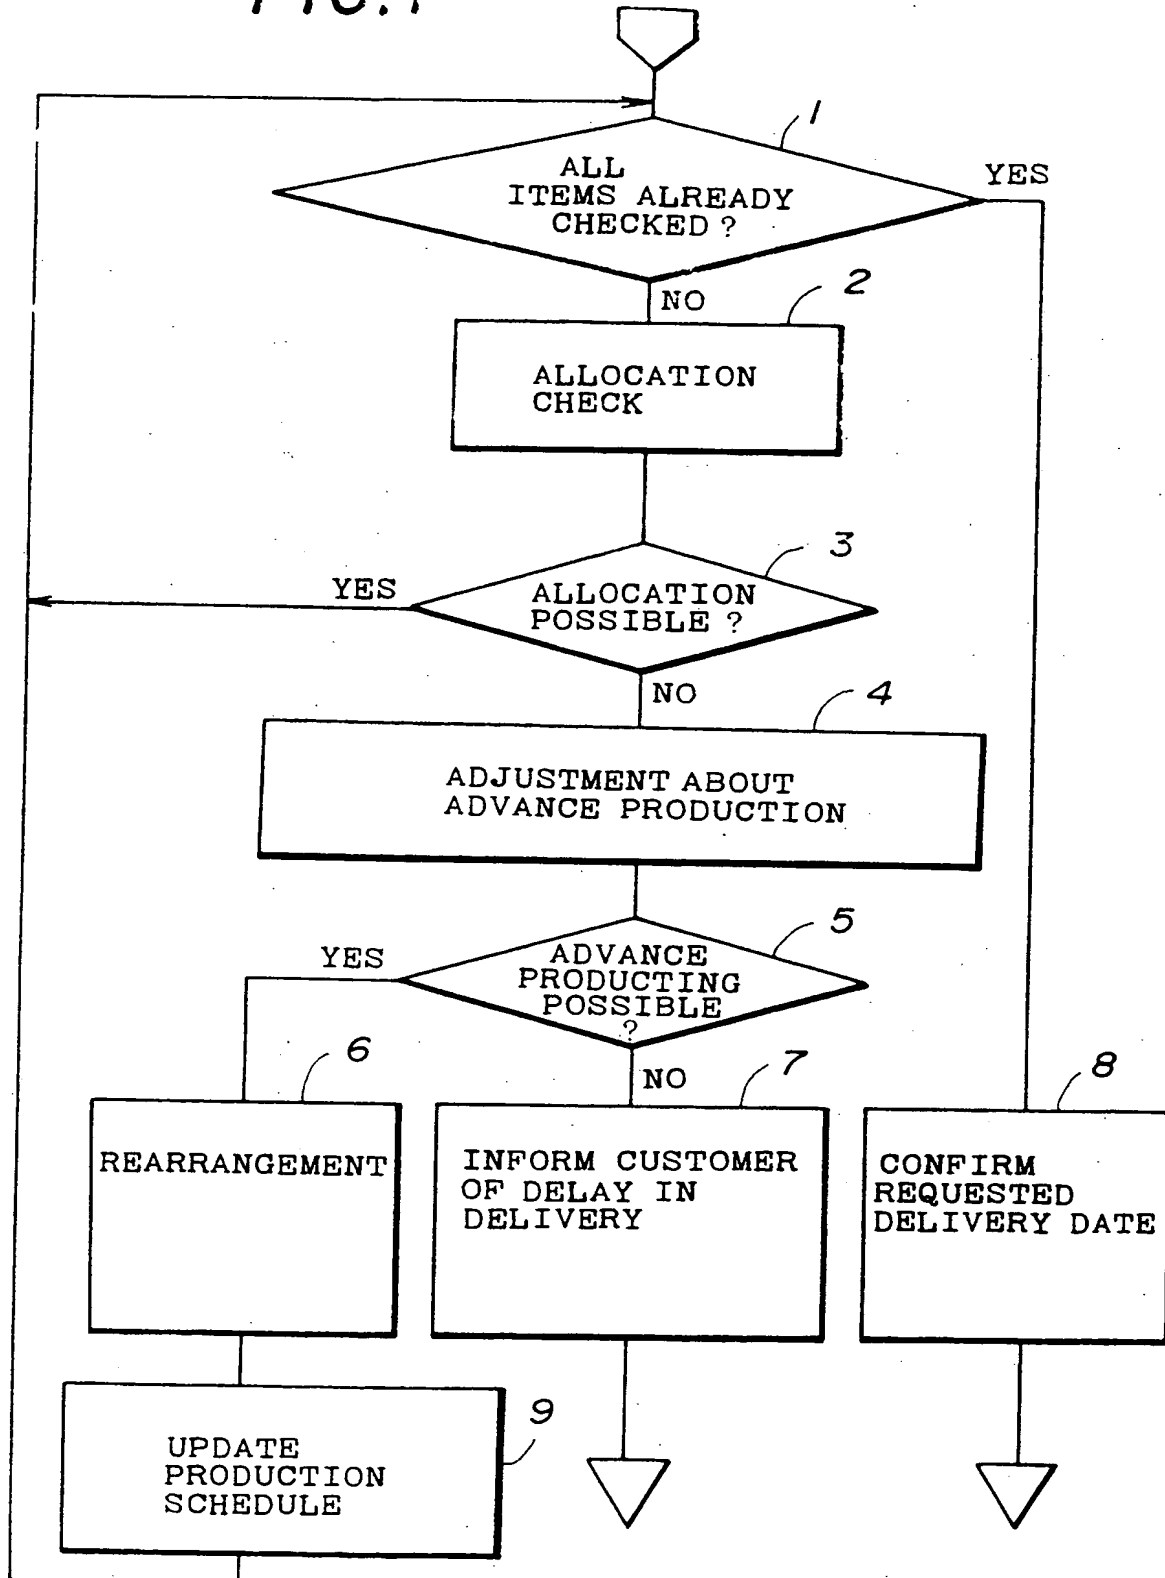 FIG.1
1
ALL
ITEMS ALREADY
CHECKED ?
YES
NO
2
ALLOCATION
CHECK
3
YES
ALLOCATION
POSSIBLE ?
NO
4
ADJUSTMENT ABOUT
ADVANCE PRODUCTION
5
YES
ADVANCE
PRODUCTING
POSSIBLE
?
NO
6
7
8
REARRANGEMENT
INFORM CUSTOMER
OF DELAY IN
DELIVERY
CONFIRM
REQUESTED
DELIVERY DATE
9
UPDATE
PRODUCTION
SCHEDULE